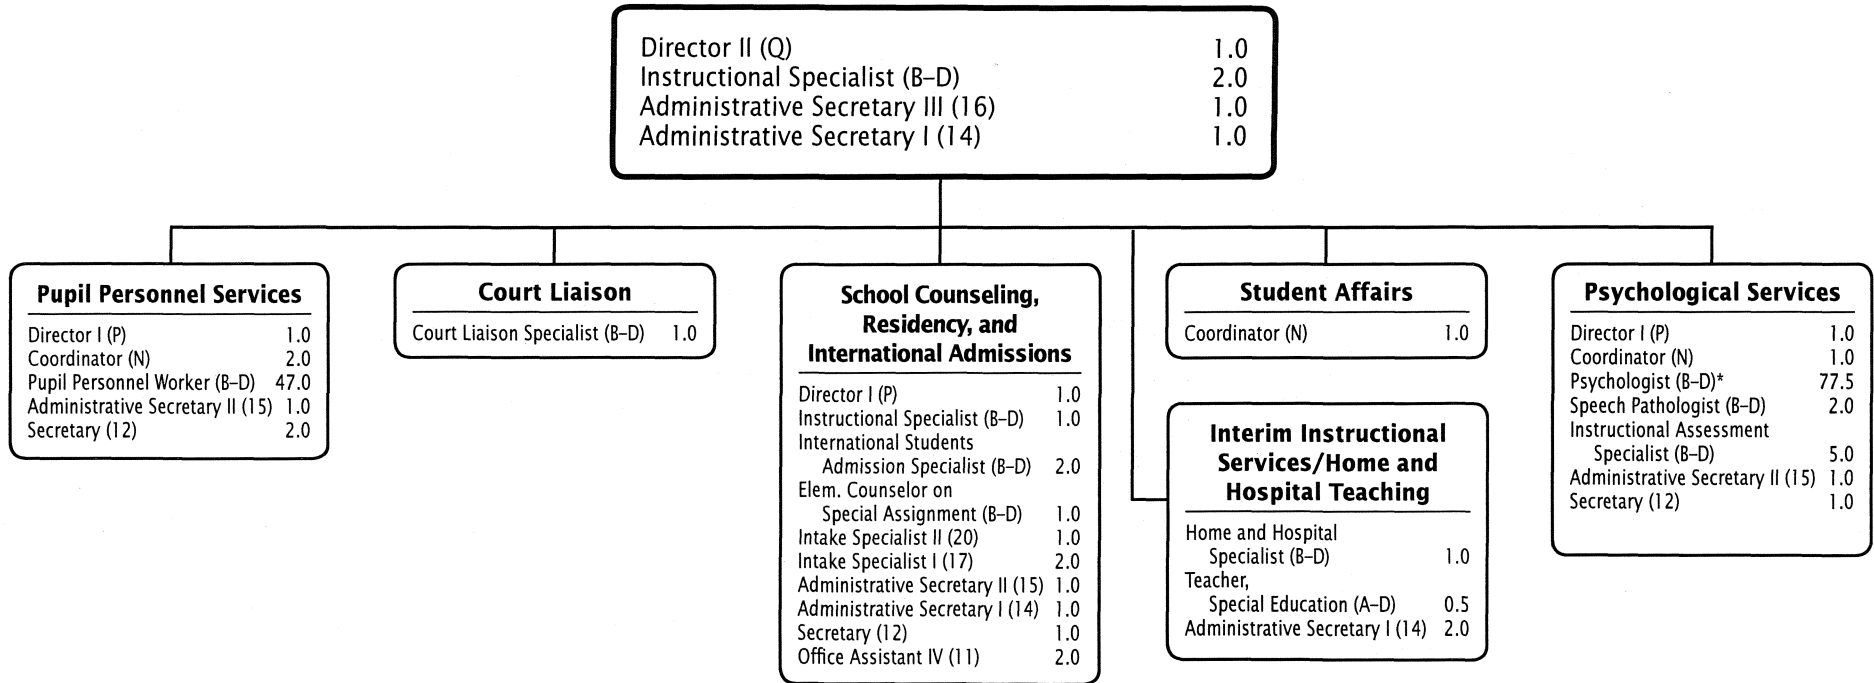 Director II (Q) 1.0
Instructional Specialist (B–D) 2.0
Administrative Secretary III (16) 1.0
Administrative Secretary I (14) 1.0
Pupil Personnel Services
Director I (P) 1.0
Coordinator (N) 2.0
Pupil Personnel Worker (B–D) 47.0
Administrative Secretary II (15) 1.0
Secretary (12) 2.0
Court Liaison
Court Liaison Specialist (B–D) 1.0
School Counseling,
Residency, and
International Admissions
Director I (P) 1.0
Instructional Specialist (B–D) 1.0
International Students
Admission Specialist (B–D) 2.0
Elem. Counselor on
Special Assignment (B–D) 1.0
Intake Specialist II (20) 1.0
Intake Specialist I (17) 2.0
Administrative Secretary II (15) 1.0
Administrative Secretary I (14) 1.0
Secretary (12) 1.0
Office Assistant IV (11) 2.0
Student Affairs
Coordinator (N) 1.0
Interim Instructional
Services/Home and
Hospital Teaching
Home and Hospital
Specialist (B–D) 1.0
Teacher,
Special Education (A–D) 0.5
Administrative Secretary I (14) 2.0
Psychological Services
Director I (P) 1.0
Coordinator (N) 1.0
Psychologist (B–D)* 77.5
Speech Pathologist (B–D) 2.0
Instructional Assessment
Specialist (B–D) 5.0
Administrative Secretary II (15) 1.0
Secretary (12) 1.0